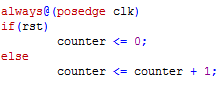 always@(posedge clk)
if(rst)
counter <= 0;
else
counter <= counter + 1;